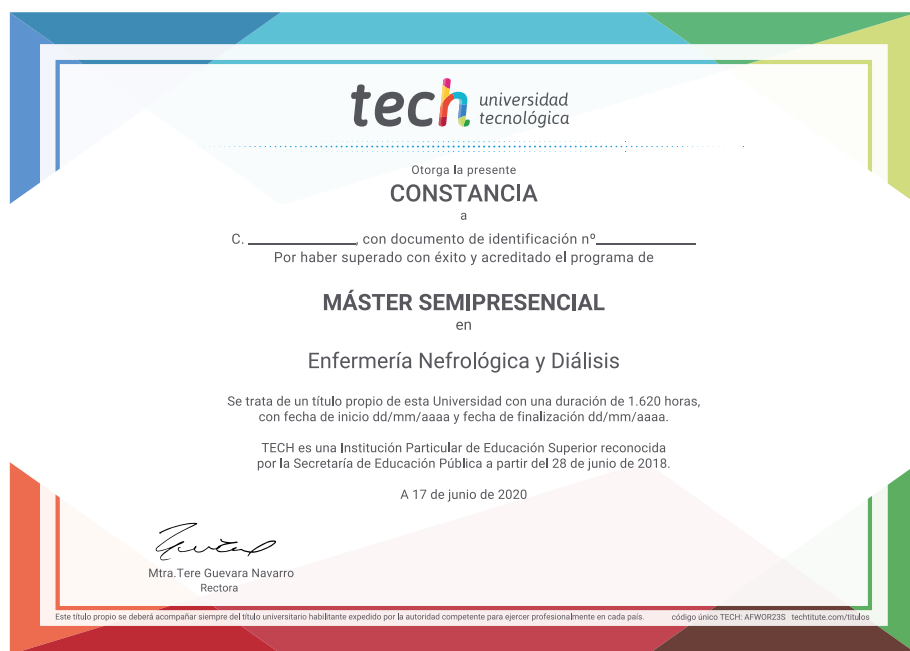 tech universidad
tecnológica
Otorga la presente
CONSTANCIA
a
C. ____________, con documento de identificación nº____________
Por haber superado con éxito y acreditado el programa de
MÁSTER SEMIPRESENCIAL
en
Enfermería Nefrológica y Diálisis
Se trata de un título propio de esta Universidad con una duración de 1.620 horas,
con fecha de inicio dd/mm/aaaa y fecha de finalización dd/mm/aaaa.
TECH es una Institución Particular de Educación Superior reconocida
por la Secretaría de Educación Pública a partir del 28 de junio de 2018.
A 17 de junio de 2020
Mtra.Tere Guevara Navarro
Rectora
Este título propio se deberá acompañar siempre del título universitario habilitante expedido por la autoridad competente para ejercer profesionalmente en cada país. código único TECH: AFWOR23S techtitute.com/titulos